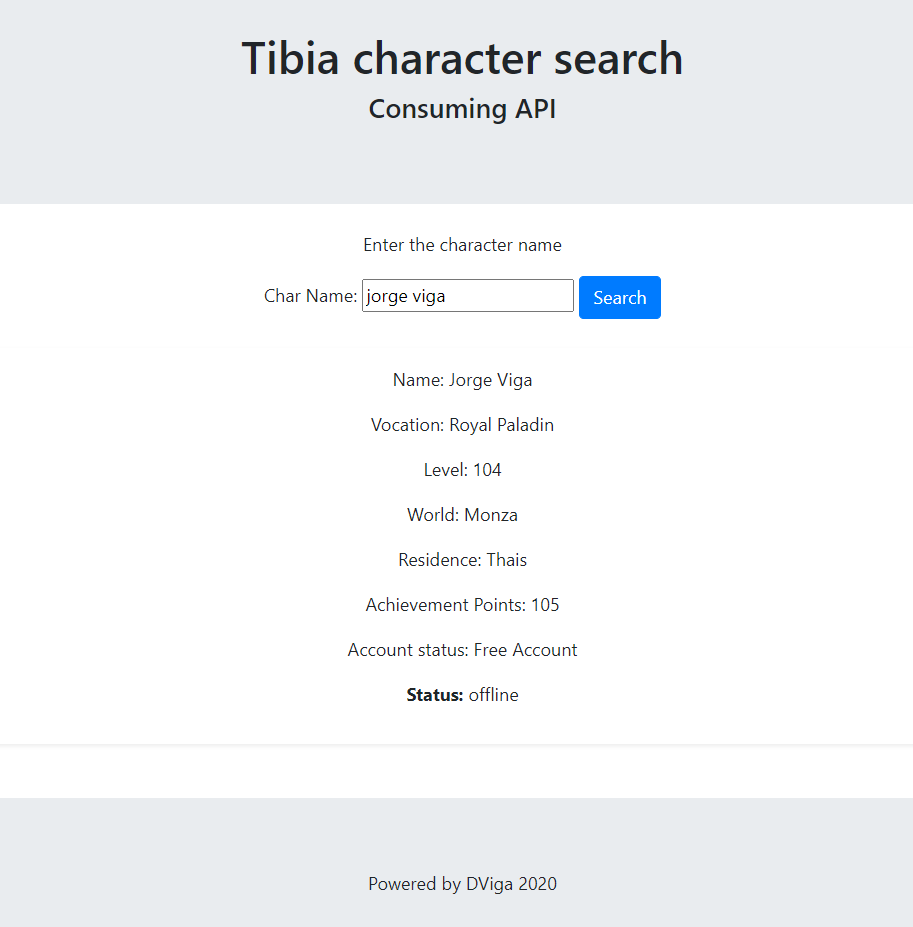 Tibia character search
Consuming API
Enter the character name
Char Name: jorge viga Search
Name: Jorge Viga
Vocation: Royal Paladin
Level: 104
World: Monza
Residence: Thais
Achievement Points: 105
Account status: Free Account
Status: offline
Powered by DViga 2020